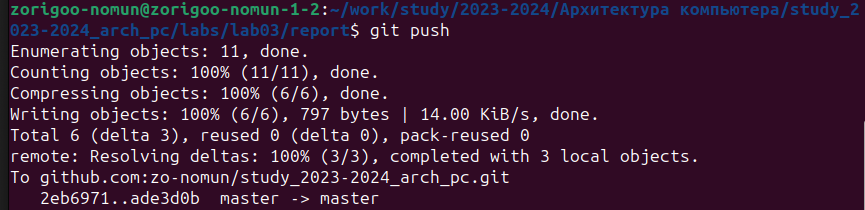 zorigoo-nomun@zorigoo-nomun-1-2:~/work/study/2023-2024/Архитектура компьютера/study_2
023-2024_arch_pc/labs/lab03/report$ git push
Enumerating objects: 11, done.
Counting objects: 100% (11/11), done.
Compressing objects: 100% (6/6), done.
Writing objects: 100% (6/6), 797 bytes | 14.00 KiB/s, done.
Total 6 (delta 3), reused 0 (delta 0), pack-reused 0
remote: Resolving deltas: 100% (3/3), completed with 3 local objects.
To github.com:zo-nomun/study_2023-2024_arch_pc.git
   2eb6971..ade3d0b  master -> master